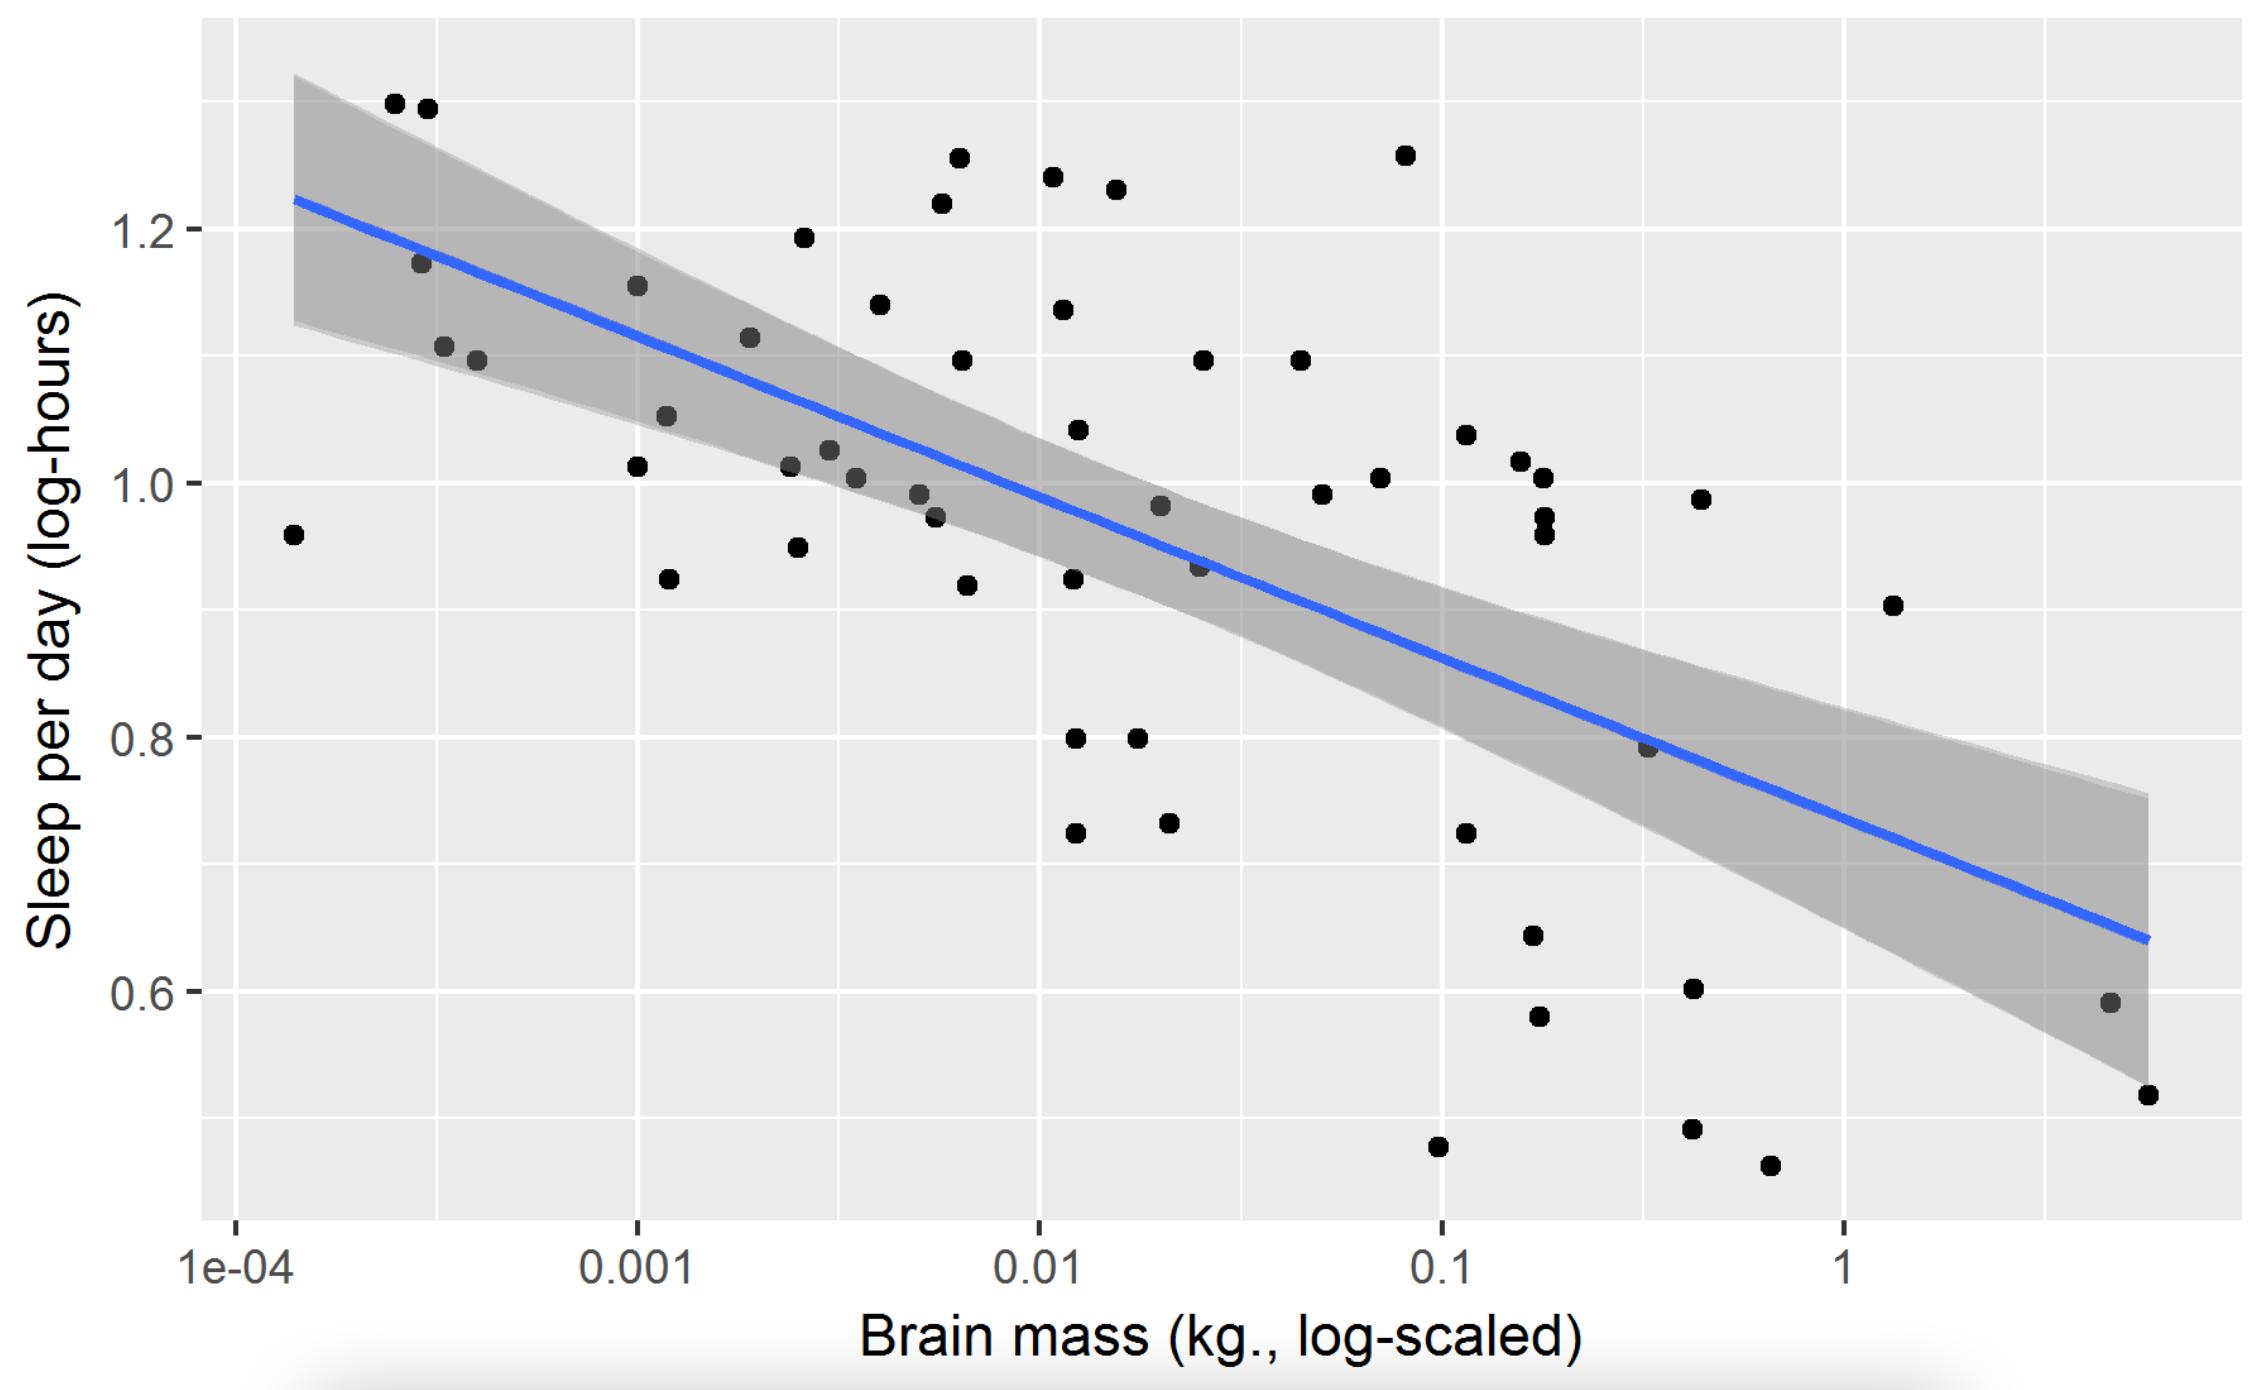 Sleep per day (log-hours)
1.2
1.0
0.8
0.6
1e-04
0.001
0.01
0.1
1
Brain mass (kg., log-scaled)